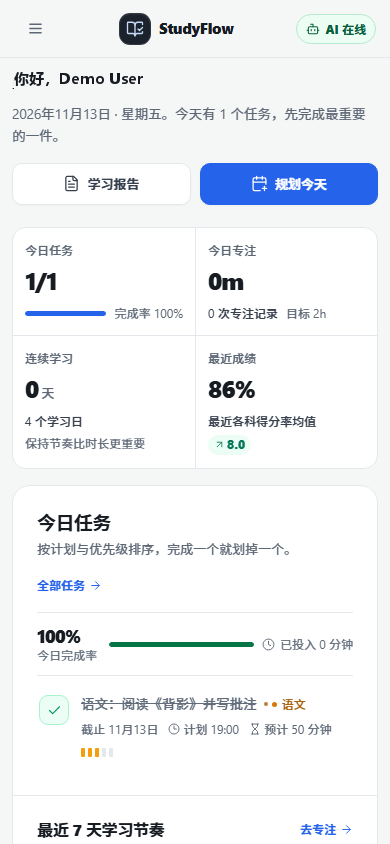 StudyFlow
AI 在线
你好，Demo User
2026年11月13日 · 星期五。今天有 1 个任务，先完成最重要
的一件。
学习报告
规划今天
今日任务
1/1
完成率 100%
今日专注
0m
0 次专注记录 目标 2h
连续学习
0 天
4 个学习日
保持节奏比时长更重要
最近成绩
86%
最近各科得分率均值
8.0
今日任务
按计划与优先级排序，完成一个就划掉一个。
全部任务
100%
今日完成率
已投入 0 分钟
语文：阅读《背影》并写批注 语文
截止 11月13日 计划 19:00 预计 50 分钟
最近 7 天学习节奏
去专注